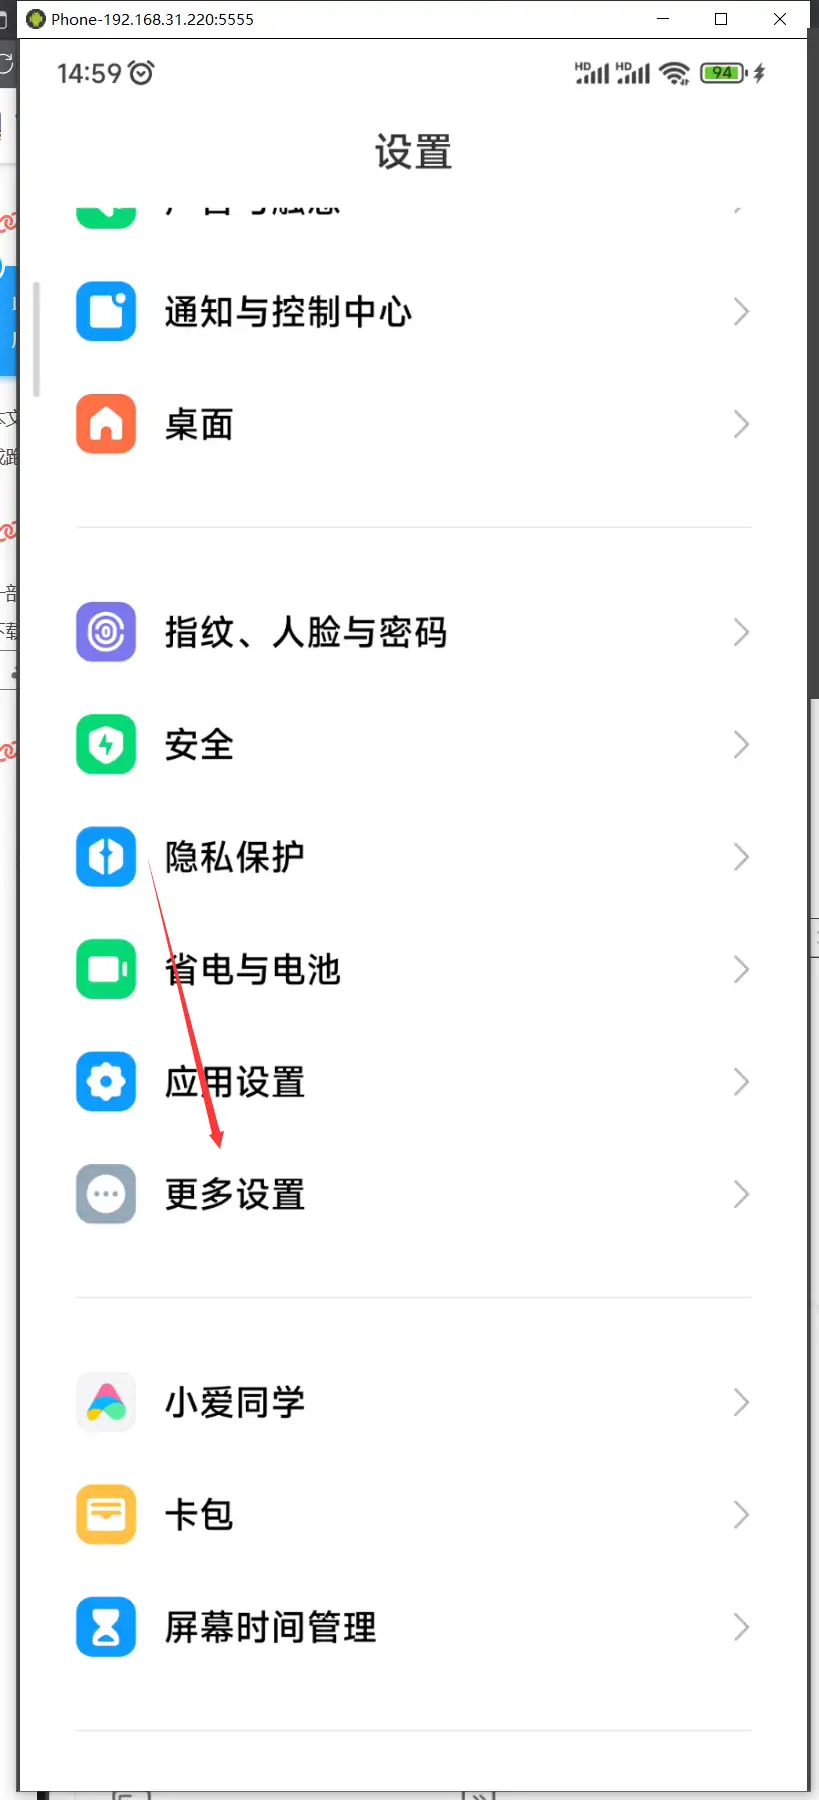 Phone-192.168.31.220:5555
14:59
HD
HD
94
设置
通知与控制中心
桌面
指纹、人脸与密码
安全
隐私保护
省电与电池
应用设置
更多设置
小爱同学
卡包
屏幕时间管理